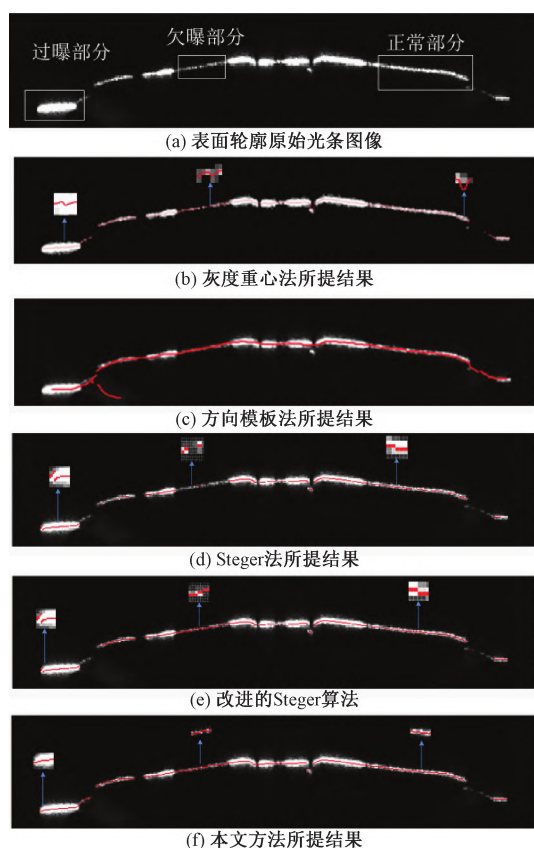 过曝部分
欠曝部分
正常部分
(a) 表面轮廓原始光条图像
(b) 灰度重心法所提结果
(c) 方向模板法所提结果
(d) Steger法所提结果
(e) 改进的Steger算法
(f) 本文方法所提结果